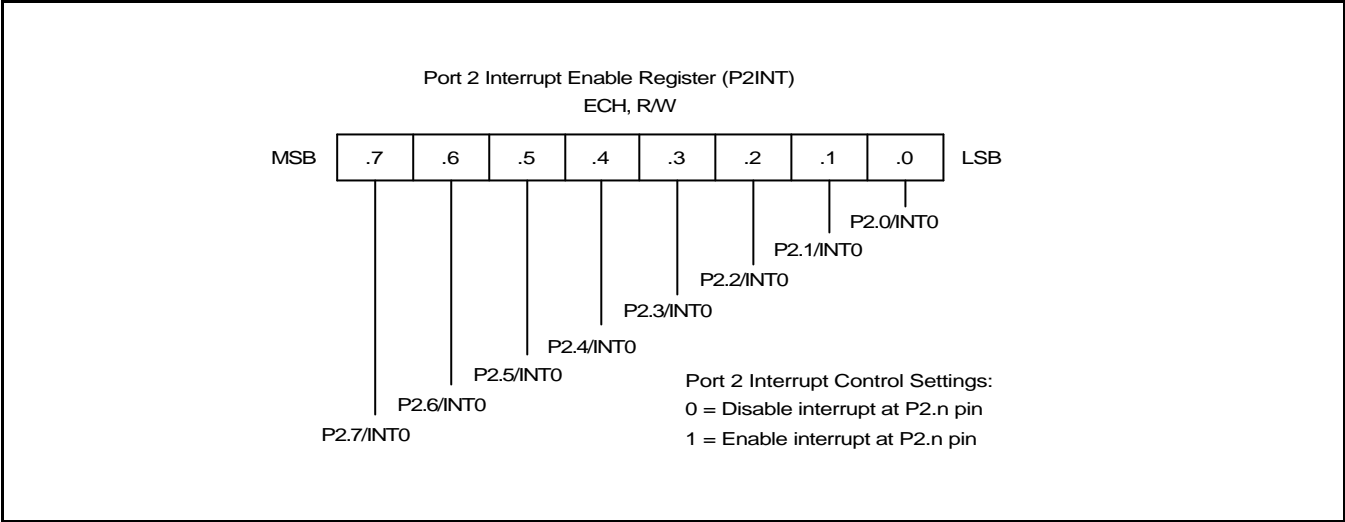 Port 2 Interrupt Enable Register (P2INT)
ECH, R/W
MSB .7 .6 .5 .4 .3 .2 .1 .0 LSB
P2.0/INT0
P2.1/INT0
P2.2/INT0
P2.3/INT0
P2.4/INT0
P2.5/INT0
P2.6/INT0
P2.7/INT0
Port 2 Interrupt Control Settings:
0 = Disable interrupt at P2.n pin
1 = Enable interrupt at P2.n pin